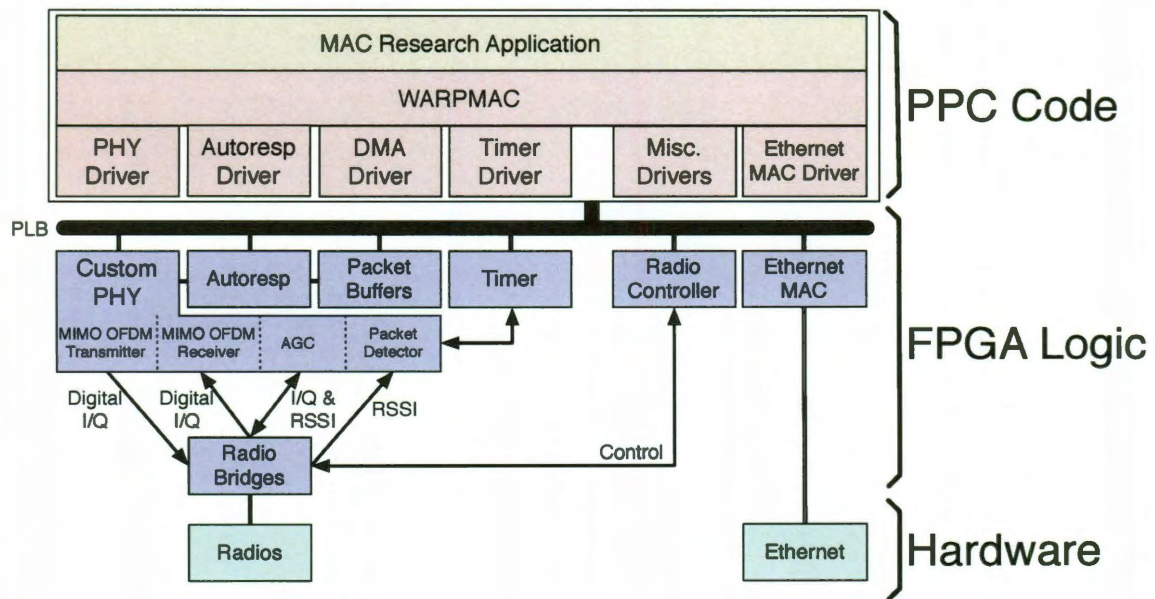 MAC Research Application
WARPMAC
PHY
Driver
Autoresp
Driver
DMA
Driver
Timer
Driver
Misc.
Drivers
Ethernet
MAC Driver
PPC Code
PLB
Custom
PHY
Autoresp
Packet
Buffers
Timer
Radio
Controller
Ethernet
MAC
MIMO OFDM
Transmitter
MIMO OFDM
Receiver
AGC
Packet
Detector
FPGA Logic
Digital
I/Q
Digital
I/Q
I/Q &
RSSI
RSSI
Radio
Bridges
Control
Radios
Ethernet
Hardware